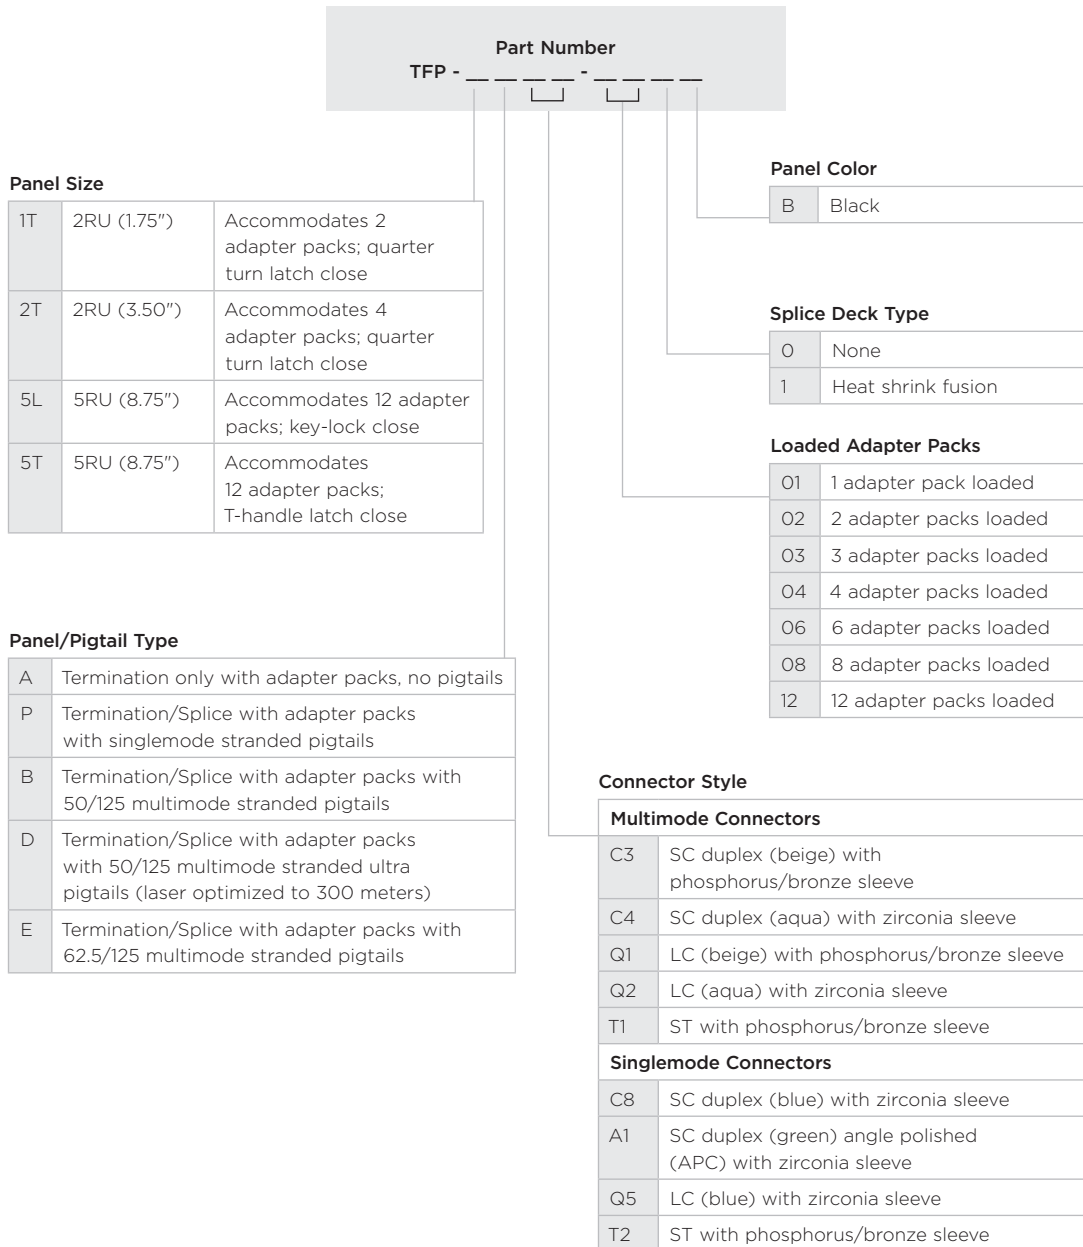 Part Number
TFP - __ __ __ __ - __ __ __ __
Panel Size
1T 2RU (1.75") Accommodates 2
adapter packs; quarter
turn latch close
2T 2RU (3.50") Accommodates 4
adapter packs; quarter
turn latch close
5L 5RU (8.75") Accommodates 12 adapter
packs; key-lock close
5T 5RU (8.75") Accommodates
12 adapter packs;
T-handle latch close
Panel/Pigtail Type
A Termination only with adapter packs, no pigtails
P Termination/Splice with adapter packs
with singlemode stranded pigtails
B Termination/Splice with adapter packs with
50/125 multimode stranded pigtails
D Termination/Splice with adapter packs
with 50/125 multimode stranded ultra
pigtails (laser optimized to 300 meters)
E Termination/Splice with adapter packs with
62.5/125 multimode stranded pigtails
Panel Color
B Black
Splice Deck Type
0 None
1 Heat shrink fusion
Loaded Adapter Packs
01 1 adapter pack loaded
02 2 adapter packs loaded
03 3 adapter packs loaded
04 4 adapter packs loaded
06 6 adapter packs loaded
08 8 adapter packs loaded
12 12 adapter packs loaded
Connector Style
Multimode Connectors
C3 SC duplex (beige) with
phosphorus/bronze sleeve
C4 SC duplex (aqua) with zirconia sleeve
Q1 LC (beige) with phosphorus/bronze sleeve
Q2 LC (aqua) with zirconia sleeve
T1 ST with phosphorus/bronze sleeve
Singlemode Connectors
C8 SC duplex (blue) with zirconia sleeve
A1 SC duplex (green) angle polished
(APC) with zirconia sleeve
Q5 LC (blue) with zirconia sleeve
T2 ST with phosphorus/bronze sleeve